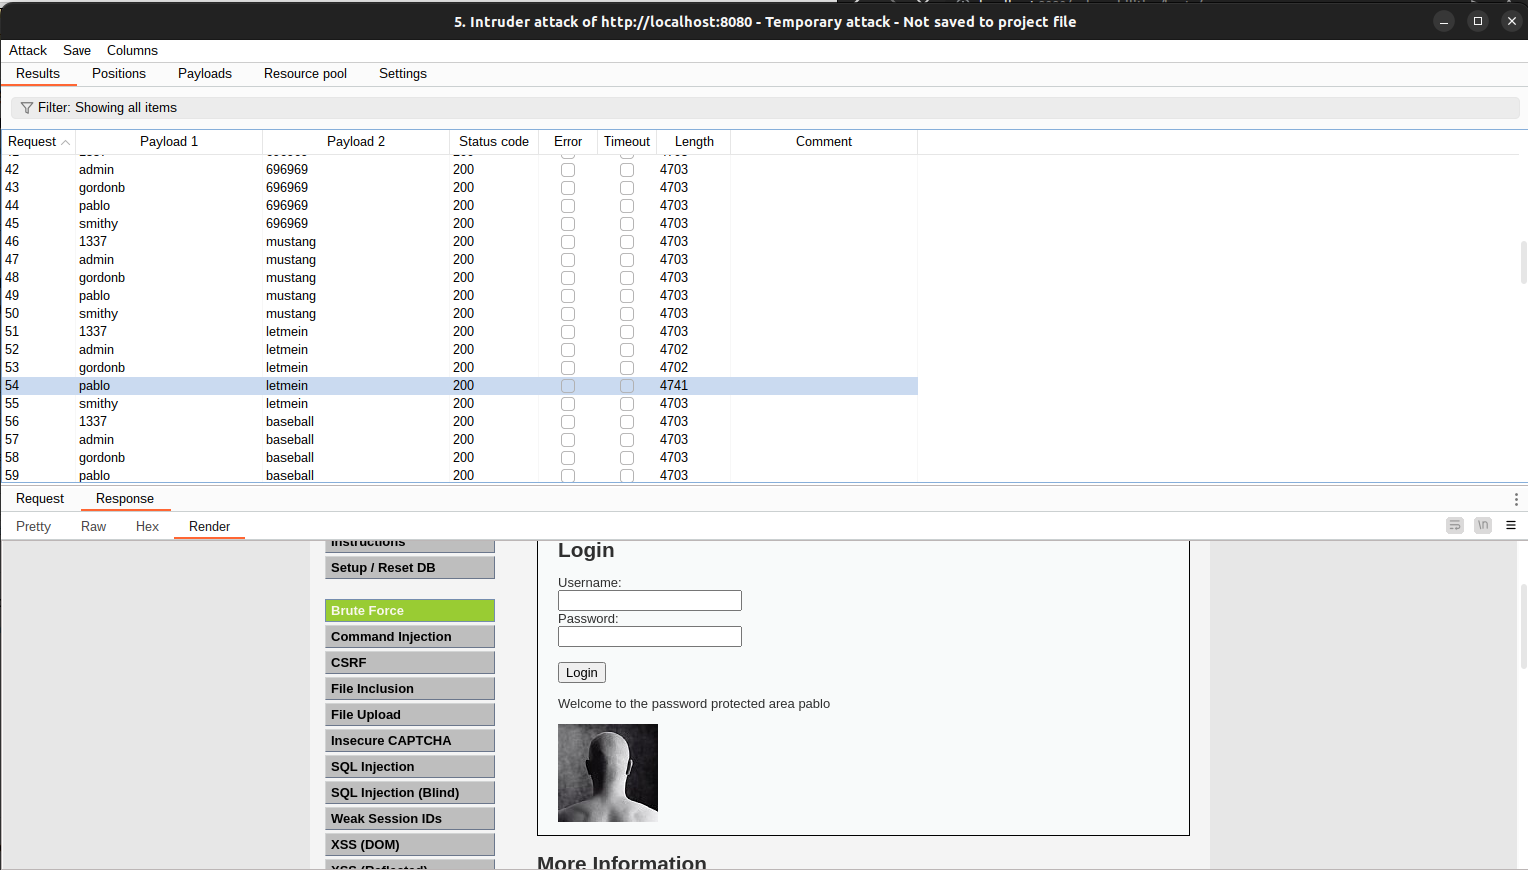 5. Intruder attack of http://localhost:8080 - Temporary attack - Not saved to project file
Attack Save Columns
Results Positions Payloads Resource pool Settings
Filter: Showing all items
Request Payload 1 Payload 2 Status code Error Timeout Length Comment
42 admin 696969 200 4703
43 gordonb 696969 200 4703
44 pablo 696969 200 4703
45 smithy 696969 200 4703
46 1337 mustang 200 4703
47 admin mustang 200 4703
48 gordonb mustang 200 4703
49 pablo mustang 200 4703
50 smithy mustang 200 4703
51 1337 letmein 200 4703
52 admin letmein 200 4702
53 gordonb letmein 200 4702
54 pablo letmein 200 4741
55 smithy letmein 200 4703
56 1337 baseball 200 4703
57 admin baseball 200 4703
58 gordonb baseball 200 4703
59 pablo baseball 200 4703
Request Response
Pretty Raw Hex Render
\n
Instructions
Setup / Reset DB
Brute Force
Command Injection
CSRF
File Inclusion
File Upload
Insecure CAPTCHA
SQL Injection
SQL Injection (Blind)
Weak Session IDs
XSS (DOM)
XSS (Reflected)
Login
Username:
Password:
Login
Welcome to the password protected area pablo
More Information